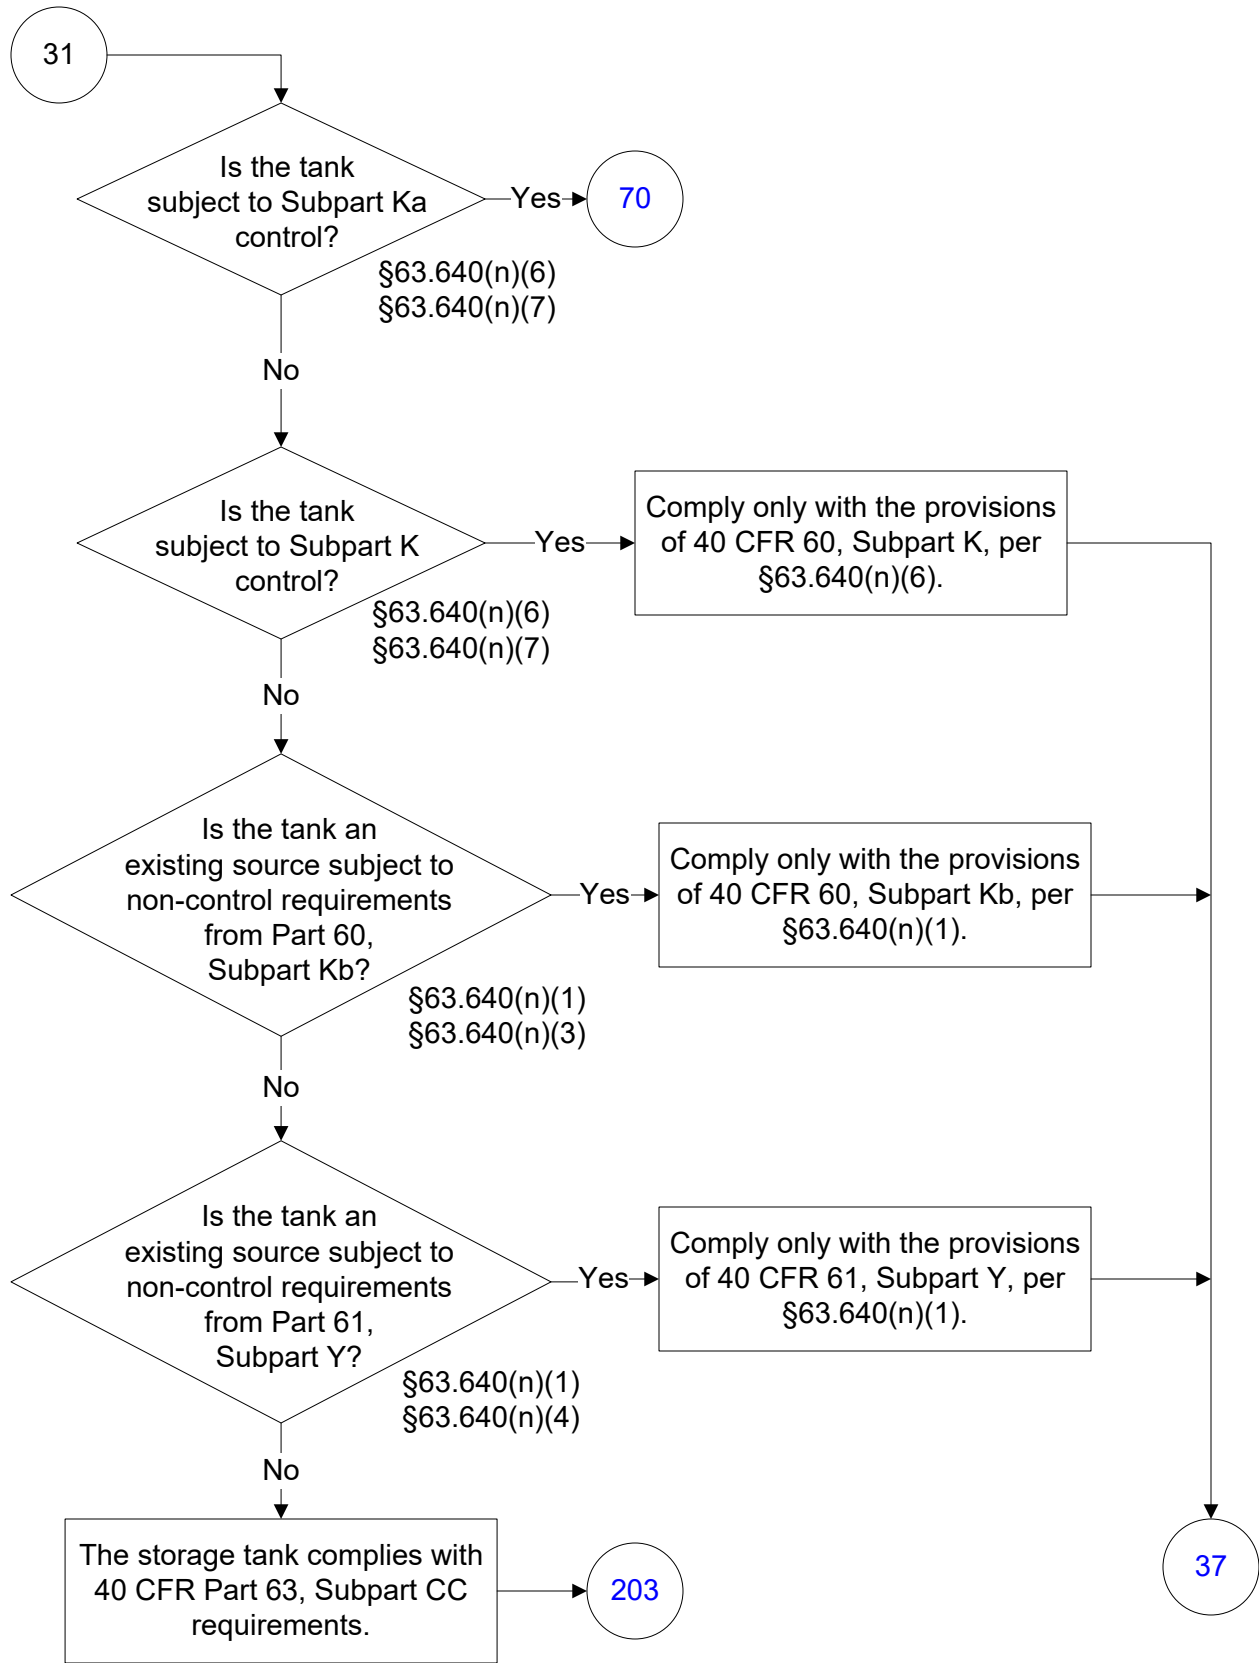 31
Is the tank
subject to Subpart Ka
control?
Yes
70
§63.640(n)(6)
§63.640(n)(7)
No
Is the tank
subject to Subpart K
control?
Yes
Comply only with the provisions
of 40 CFR 60, Subpart K, per
§63.640(n)(6).
§63.640(n)(6)
§63.640(n)(7)
No
Is the tank an
existing source subject to
non-control requirements
from Part 60,
Subpart Kb?
Yes
Comply only with the provisions
of 40 CFR 60, Subpart Kb, per
§63.640(n)(1).
§63.640(n)(1)
§63.640(n)(3)
No
Is the tank an
existing source subject to
non-control requirements
from Part 61,
Subpart Y?
Yes
Comply only with the provisions
of 40 CFR 61, Subpart Y, per
§63.640(n)(1).
§63.640(n)(1)
§63.640(n)(4)
No
The storage tank complies with
40 CFR Part 63, Subpart CC
requirements.
203
37